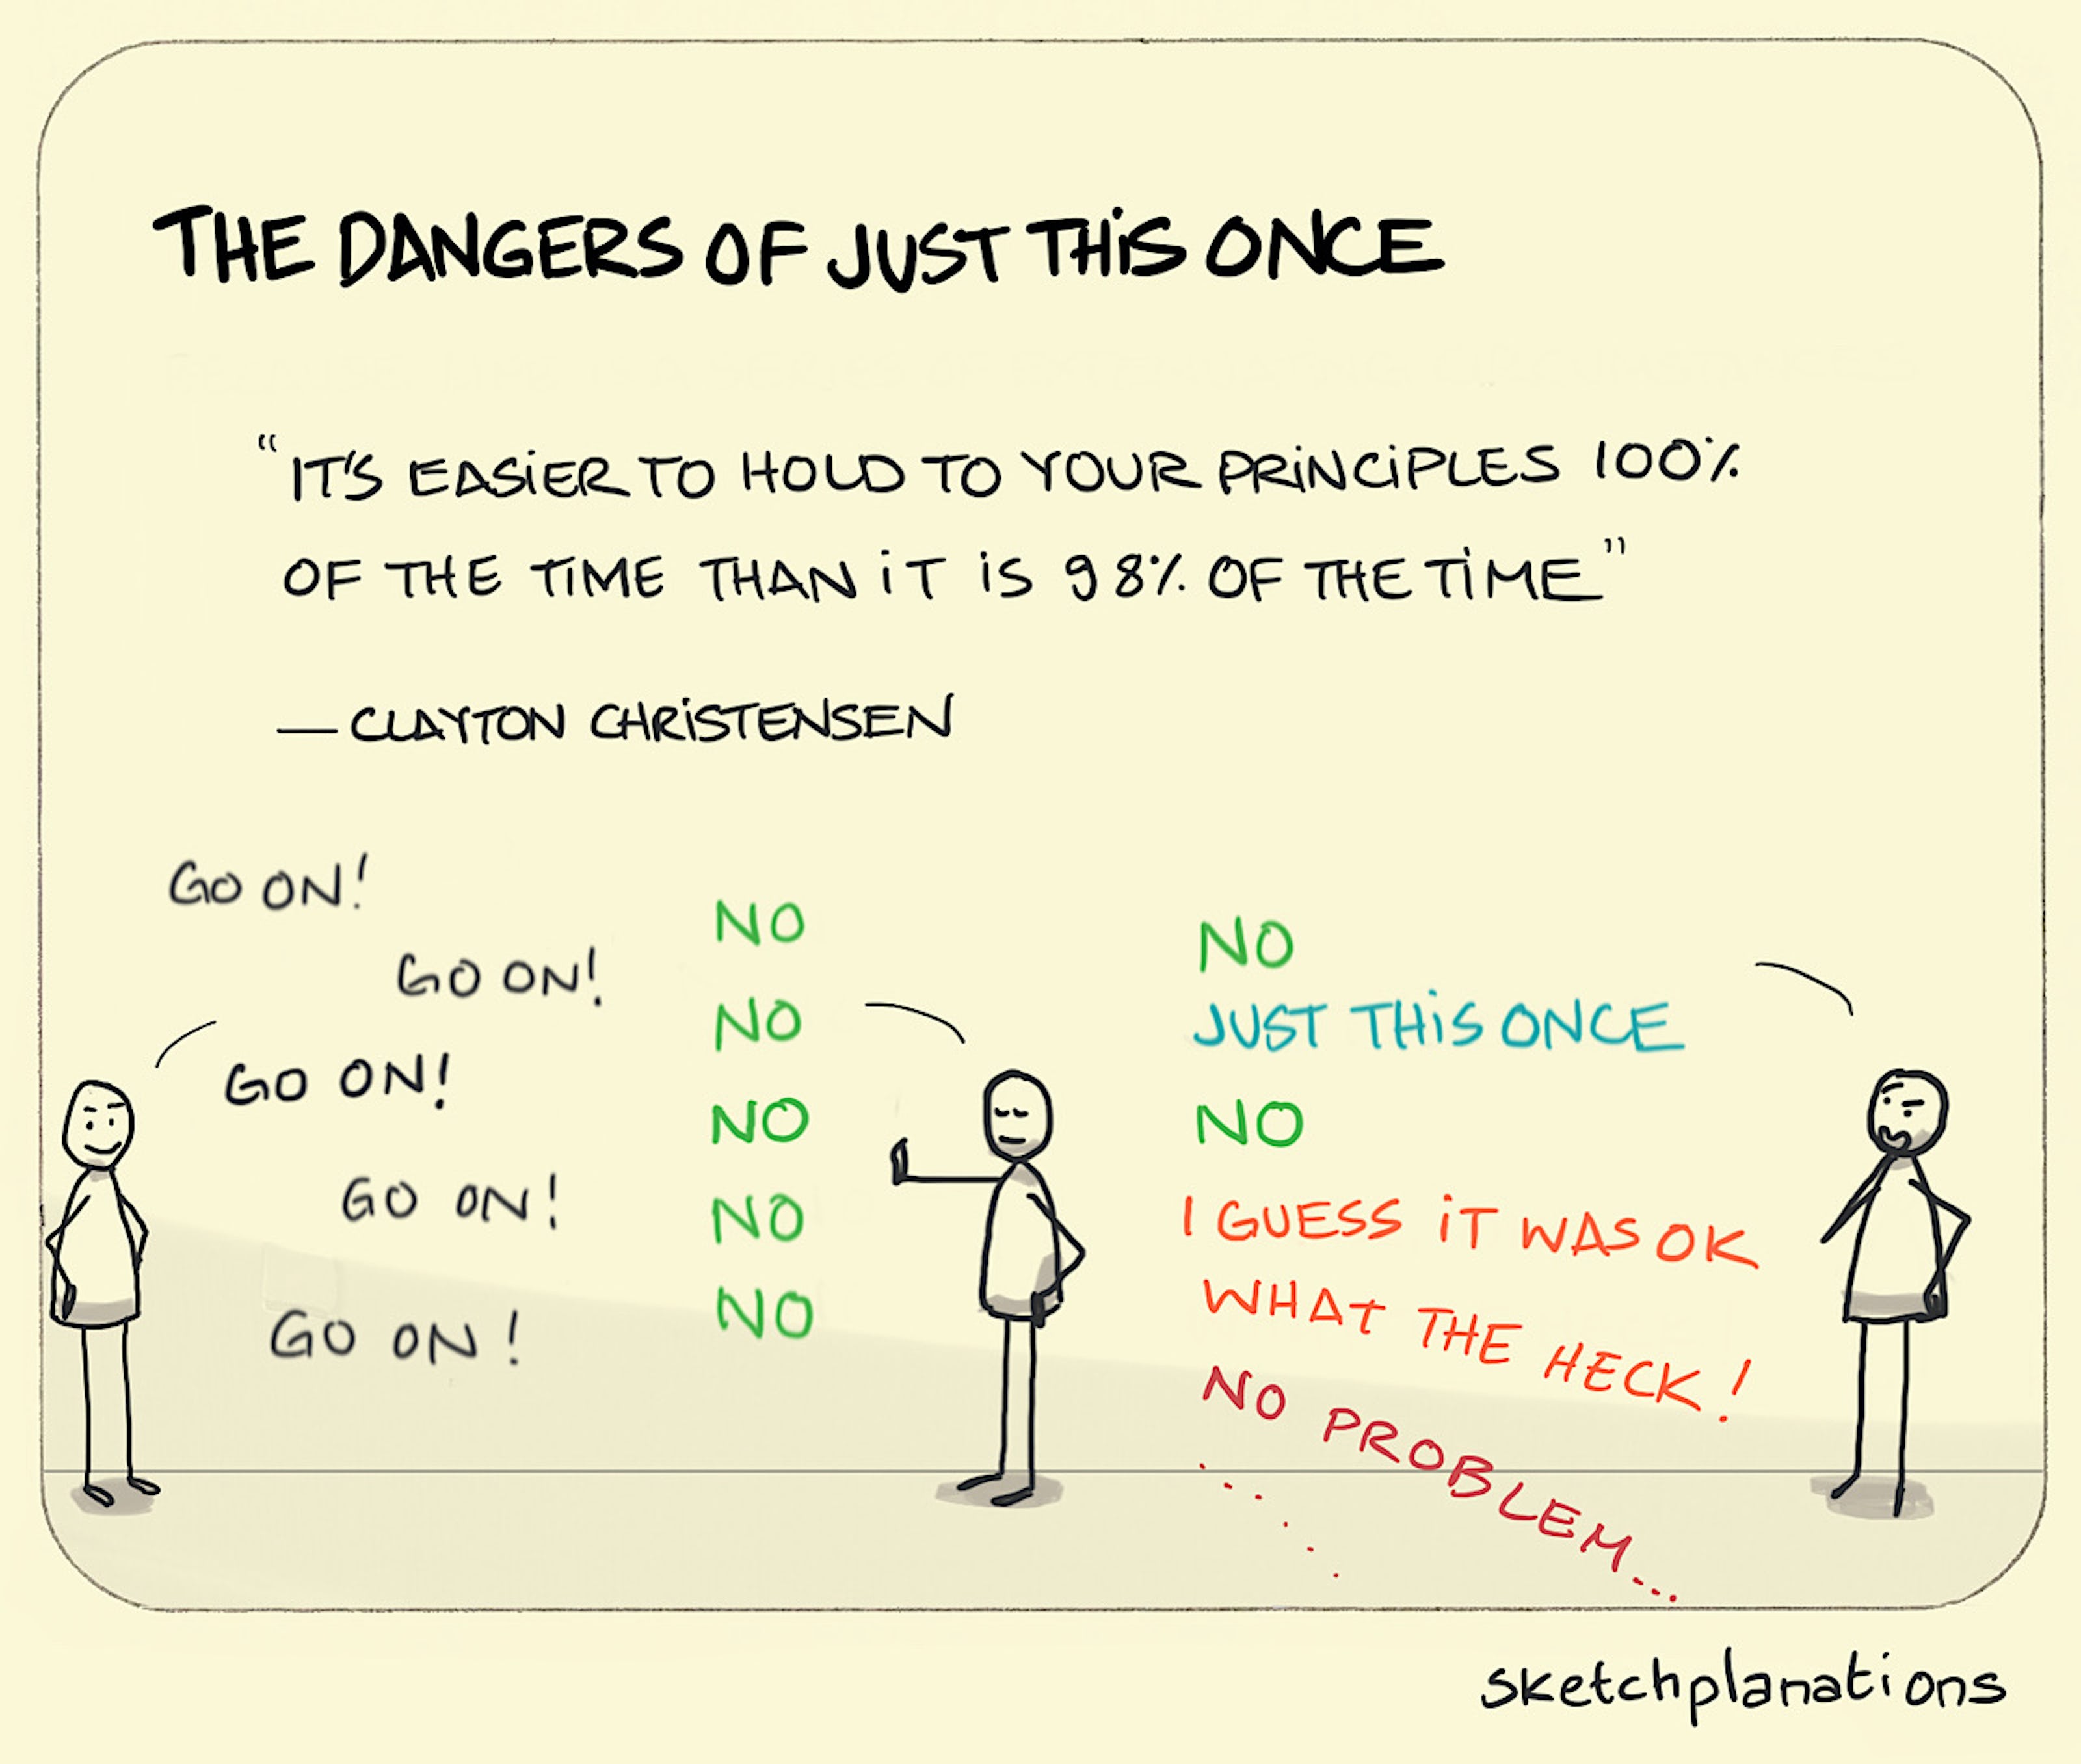 THE DANGERS OF JUST THIS ONCE
"IT'S EASIER TO HOLD TO YOUR PRINCIPLES 100%
OF THE TIME THAN IT IS 98% OF THE TIME"
— CLAYTON CHRISTENSEN
GO ON!
GO ON!
GO ON!
GO ON!
GO ON!
NO
NO
NO
NO
NO
NO
JUST THIS ONCE
NO
I GUESS IT WAS OK
WHAT THE HECK!
NO PROBLEM...
sketchplanations